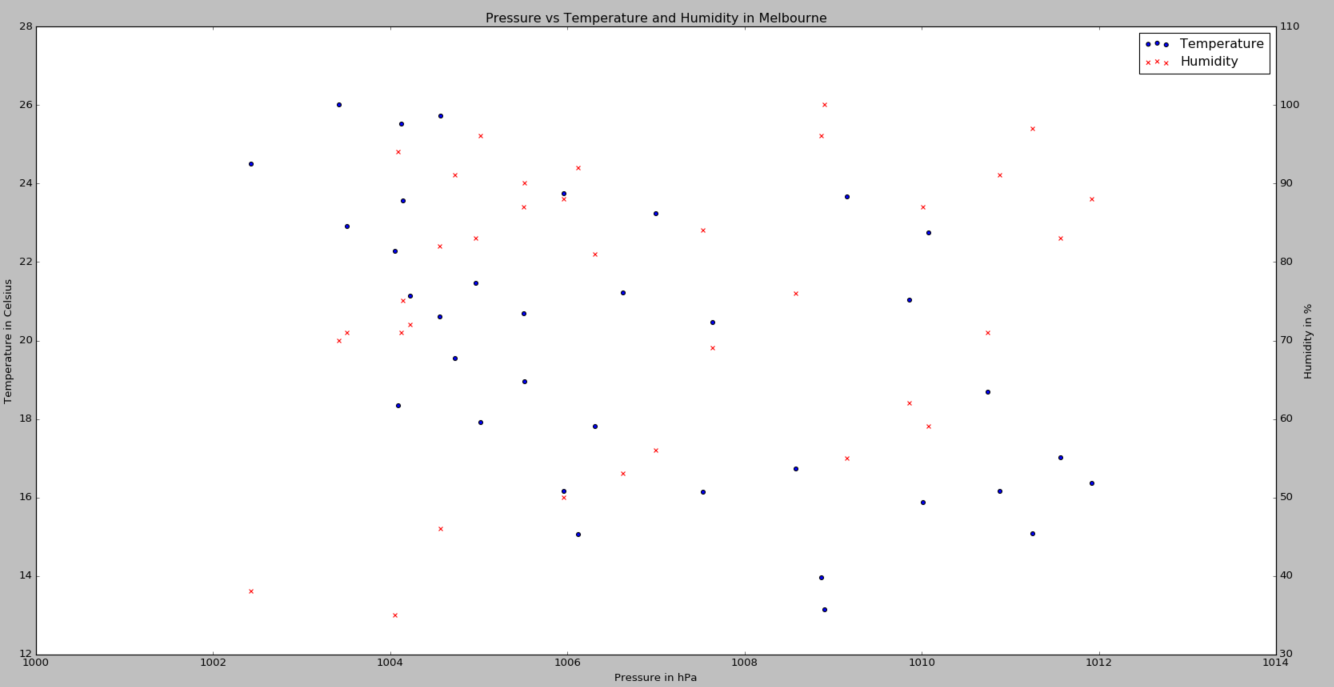 Pressure vs Temperature and Humidity in Melbourne
28
26
24
22
20
18
16
14
12
Temperature in Celsius
110
100
90
80
70
60
50
40
30
Humidity in %
Temperature
Humidity
1000 1002 1004 1006 1008 1010 1012 1014
Pressure in hPa